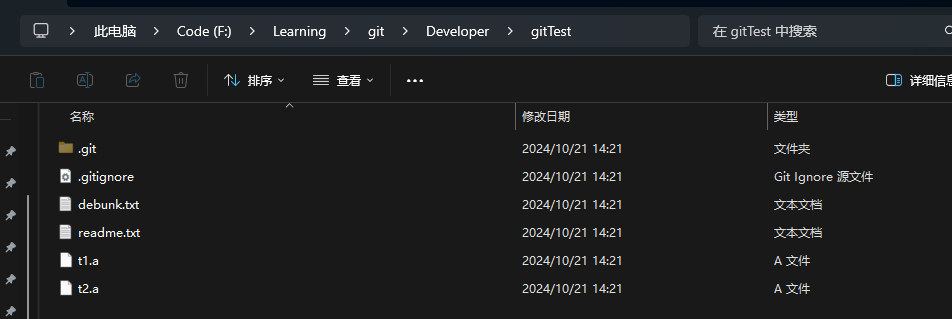 此电脑 > Code (F:) > Learning > git > Developer > gitTest 在 gitTest 中搜索
排序 查看 ... 详细信息
名称 修改日期 类型
.git 2024/10/21 14:21 文件夹
.gitignore 2024/10/21 14:21 Git Ignore 源文件
debunk.txt 2024/10/21 14:21 文本文档
readme.txt 2024/10/21 14:21 文本文档
t1.a 2024/10/21 14:21 A 文件
t2.a 2024/10/21 14:21 A 文件